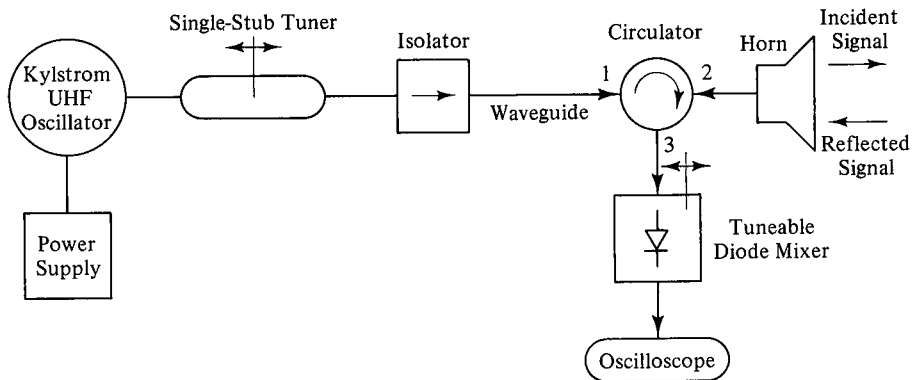 Single-Stub Tuner
Kylstrom
UHF
Oscillator
Power
Supply
Isolator
Waveguide
Circulator
1
2
3
Horn
Incident
Signal
Reflected
Signal
Tuneable
Diode Mixer
Oscilloscope